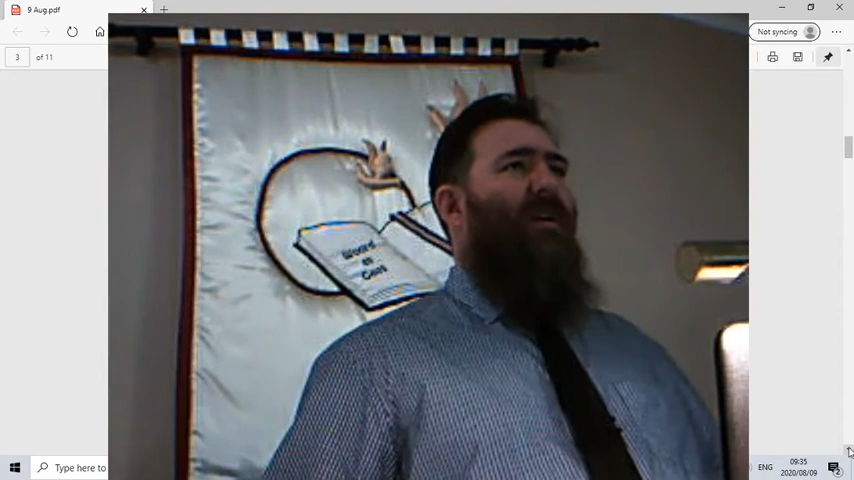 9 Aug.pdf
Not syncing
3 of 11
Word
of
God
Type here to
ENG
09:35
2020/08/09
2